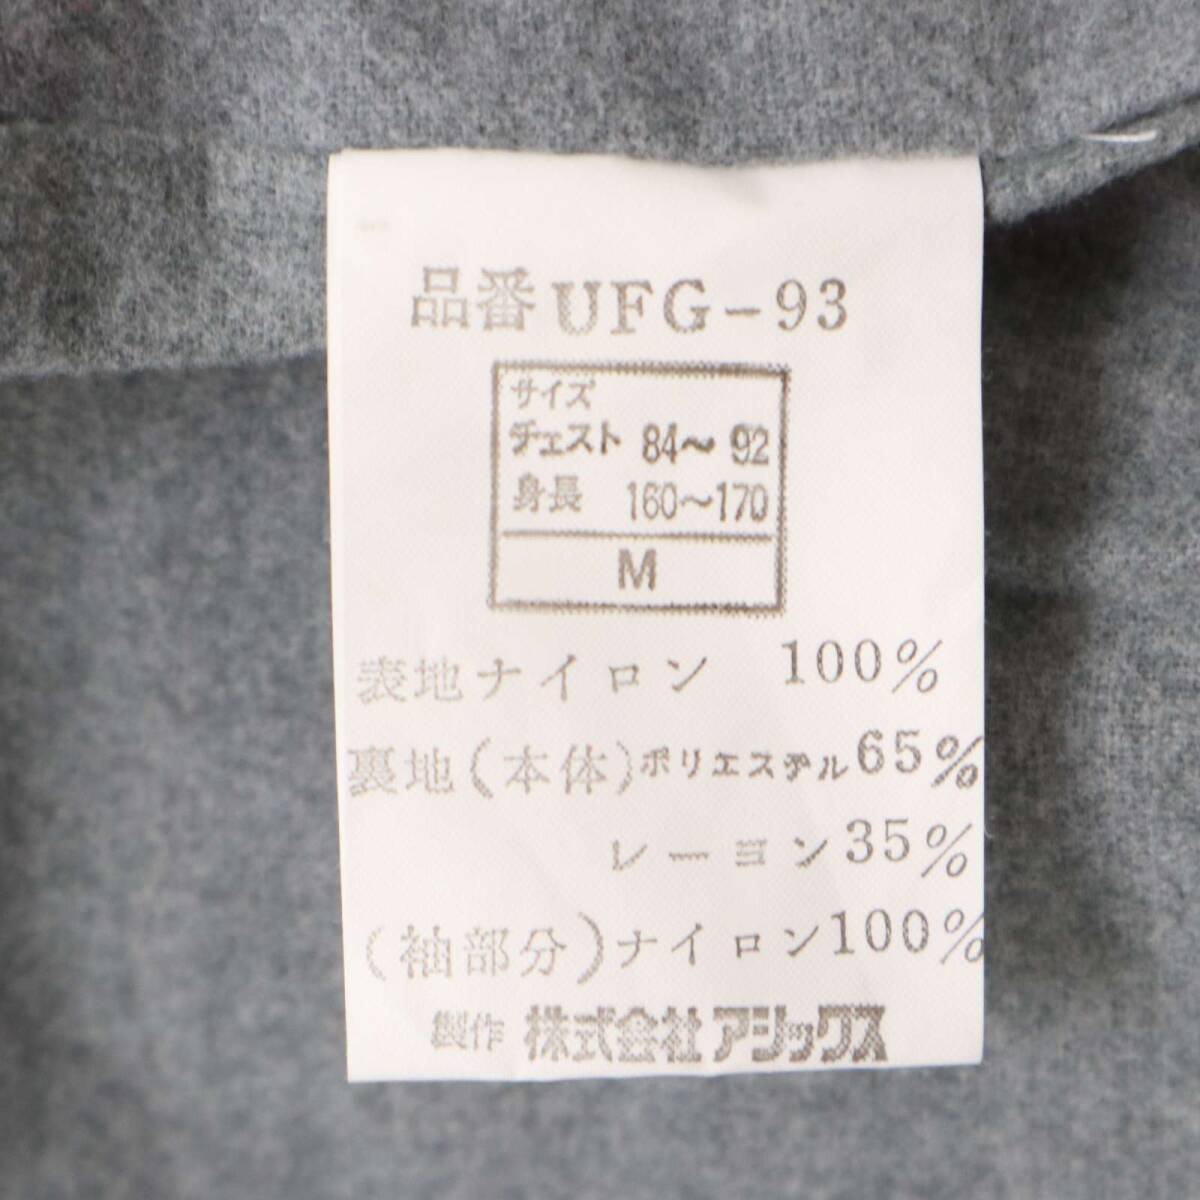 品番UFG-93
サイズ
チェスト 84〜92
身長 160〜170
M
表地ナイロン 100%
裏地(本体)ポリエステル65%
レーヨン35%
(袖部分)ナイロン100%
製作 株式会社アシックス